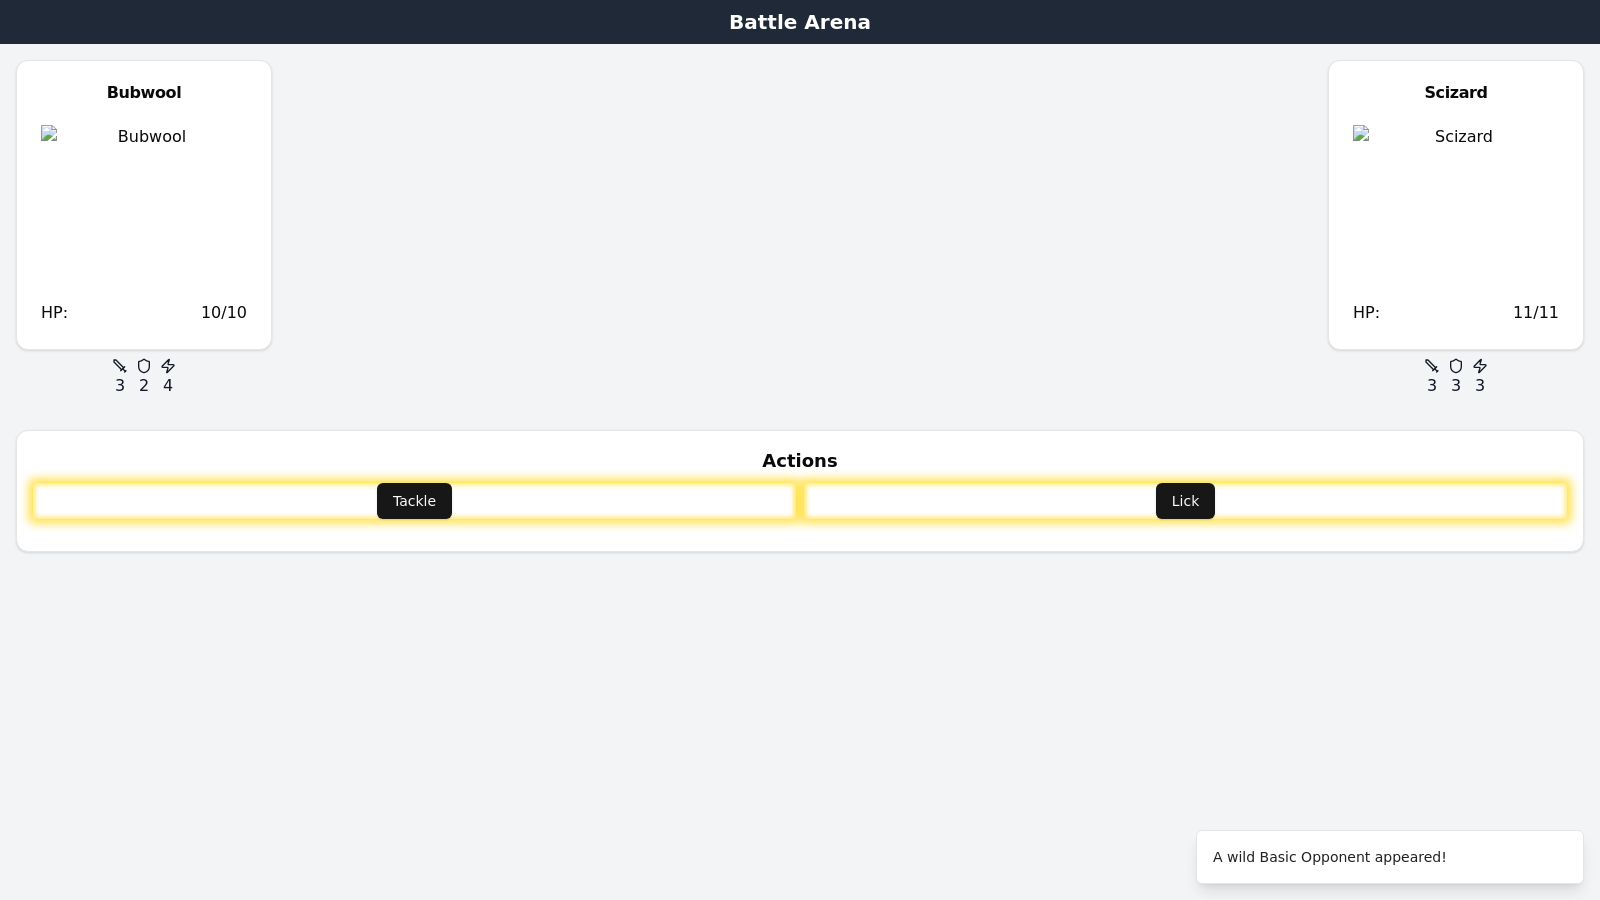 Battle Arena
Bubwool
Bubwool
HP: 10/10
3 2 4
Scizard
Scizard
HP: 11/11
3 3 3
Actions
Tackle
Lick
A wild Basic Opponent appeared!